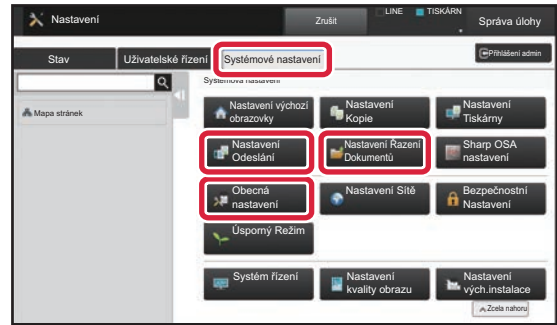 Nastavení
Zrušit
LINE
TISKÁRN
Správa úlohy
Stav
Uživatelské řízení
Systémové nastavení
Přihlášení admin
Systémová nastavení
Mapa stránek
Nastavení výchozí
obrazovky
Nastavení
Kopie
Nastavení
Tiskárny
Nastavení
Odeslání
Nastavení Řazení
Dokumentů
Sharp OSA
nastavení
Obecná
nastavení
Nastavení Sítě
Bezpečnostní
Nastavení
Úsporný Režim
Systém řízení
Nastavení
kvality obrazu
Nastavení
vých.instalace
Zcela nahoru